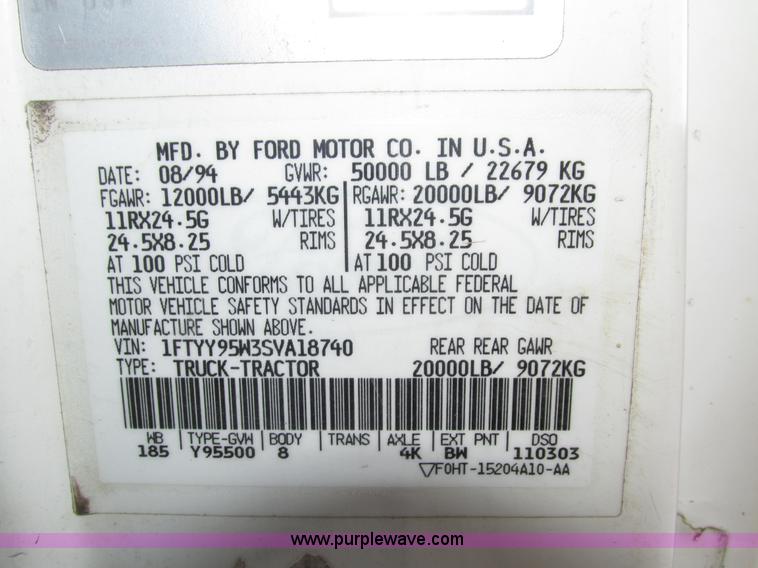 MFD. BY FORD MOTOR CO. IN U.S.A.
DATE: 08/94 GVWR: 50000 LB / 22679 KG
FGAWR: 12000LB/ 5443KG RGAWR: 20000LB/ 9072KG
11RX24.5G W/TIRES 11RX24.5G W/TIRES
24.5X8.25 RIMS 24.5X8.25 RIMS
AT 100 PSI COLD AT 100 PSI COLD
THIS VEHICLE CONFORMS TO ALL APPLICABLE FEDERAL
MOTOR VEHICLE SAFETY STANDARDS IN EFFECT ON THE DATE OF
MANUFACTURE SHOWN ABOVE.
VIN: 1FTYY95W3SVA18740 REAR REAR GAWR
TYPE: TRUCK-TRACTOR 20000LB/ 9072KG
WB TYPE-GVW BODY TRANS AXLE EXT PNT DSO
185 Y95500 8 4K BW 110303
F0HT-15204A10-AA
www.purplewave.com